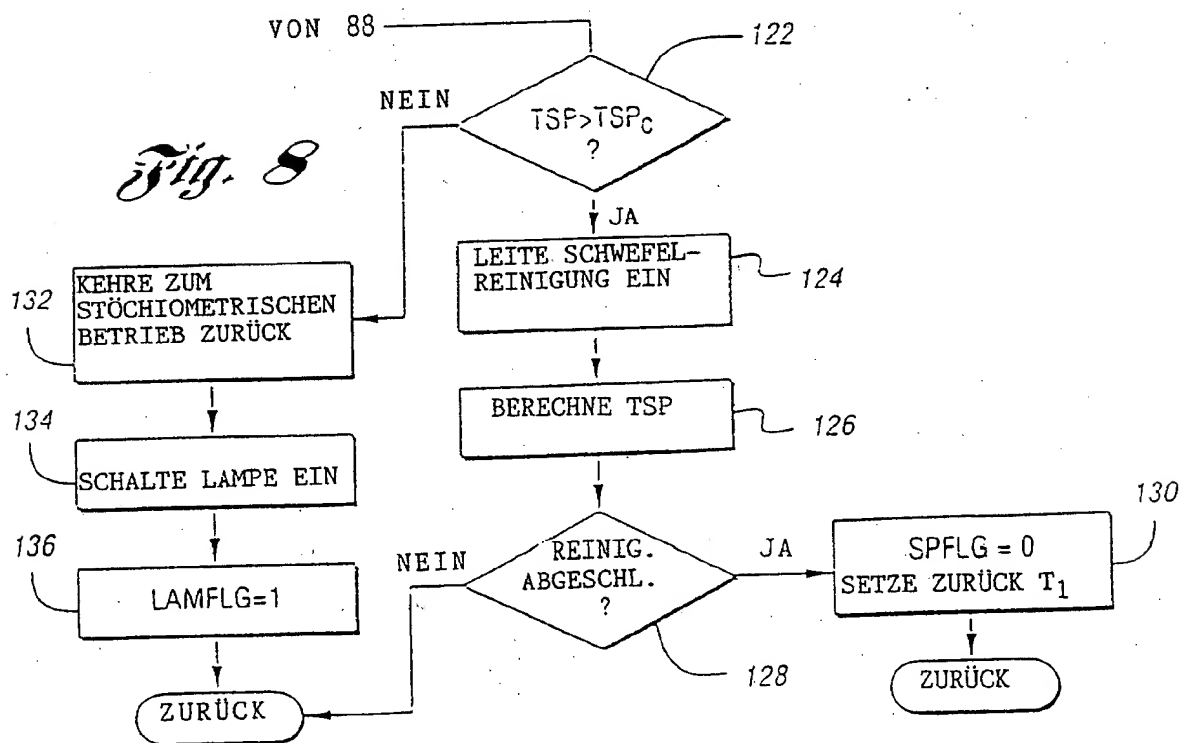 VON 88
122
NEIN
TSP>TSPC
?
Fig. 8
JA
LEITE SCHWEFEL-
REINIGUNG EIN
124
132
KEHRE ZUM
STÖCHIOMETRISCHEN
BETRIEB ZURÜCK
BERECHNE TSP
126
134
SCHALTE LAMPE EIN
136
LAMFLG=1
NEIN
REINIG.
ABGESCHL.
?
128
JA
130
SPFLG = 0
SETZE ZURÜCK T1
ZURÜCK
ZURÜCK